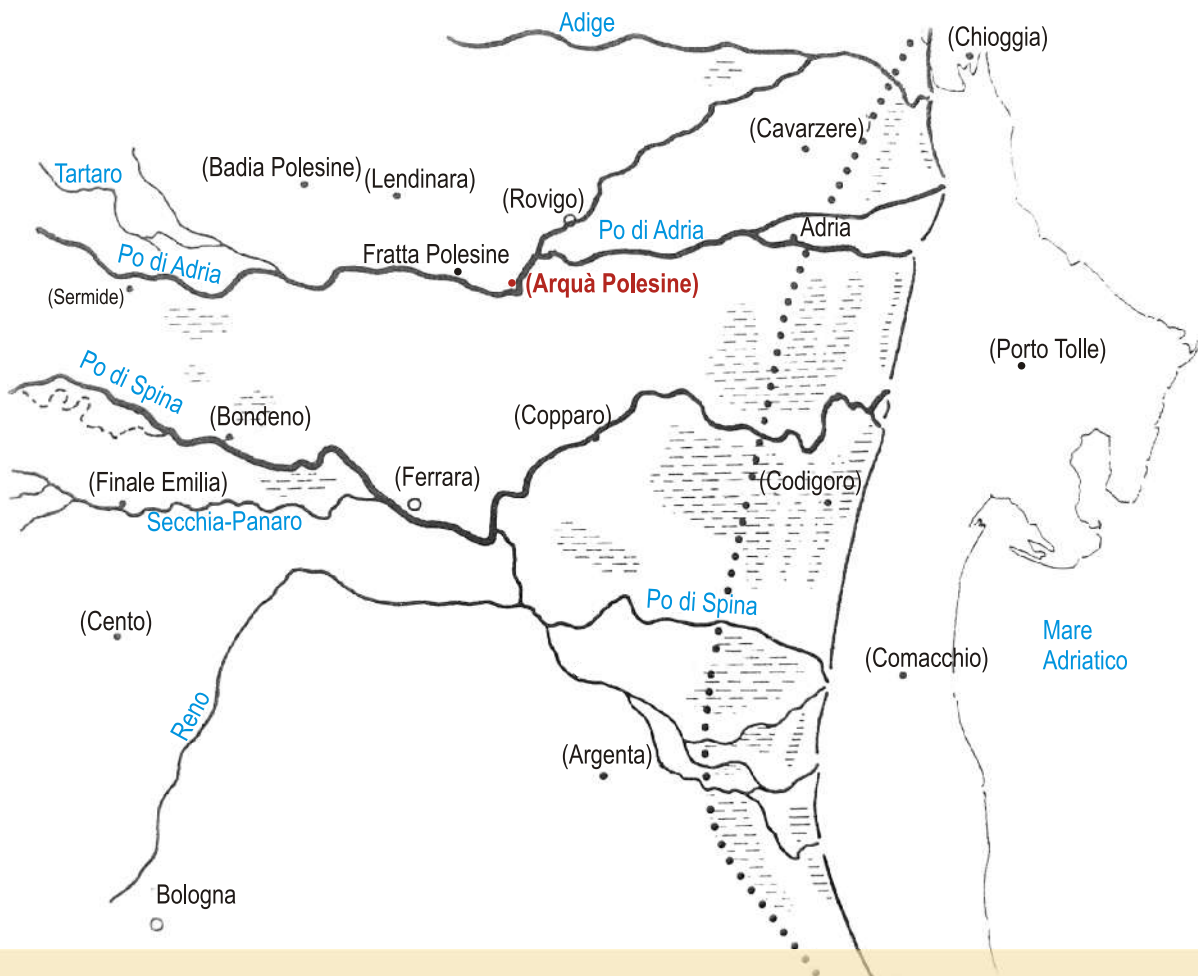 Adige
(Chioggia)
(Cavarzere)
Tartaro
(Badia Polesine)
(Lendinara)
(Rovigo)
Po di Adria
Po di Adria
Adria
Fratta Polesine
(Arquà Polesine)
(Sermide)
(Porto Tolle)
Po di Spina
(Bondeno)
(Copparo)
(Finale Emilia)
(Ferrara)
(Codigoro)
Secchia-Panaro
Po di Spina
(Cento)
Mare
Adriatico
(Comacchio)
Reno
(Argenta)
Bologna